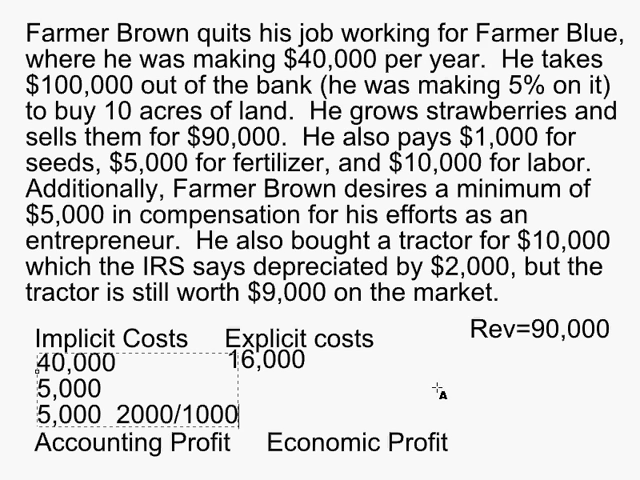 Farmer Brown quits his job working for Farmer Blue,
where he was making $40,000 per year.  He takes
$100,000 out of the bank (he was making 5% on it)
to buy 10 acres of land.  He grows strawberries and
sells them for $90,000.  He also pays $1,000 for
seeds, $5,000 for fertilizer, and $10,000 for labor.
Additionally, Farmer Brown desires a minimum of
$5,000 in compensation for his efforts as an
entrepreneur.  He also bought a tractor for $10,000
which the IRS says depreciated by $2,000, but the
tractor is still worth $9,000 on the market.
Rev=90,000
Implicit Costs Explicit costs
40,000 16,000
5,000
5,000  2000/1000
Accounting Profit Economic Profit